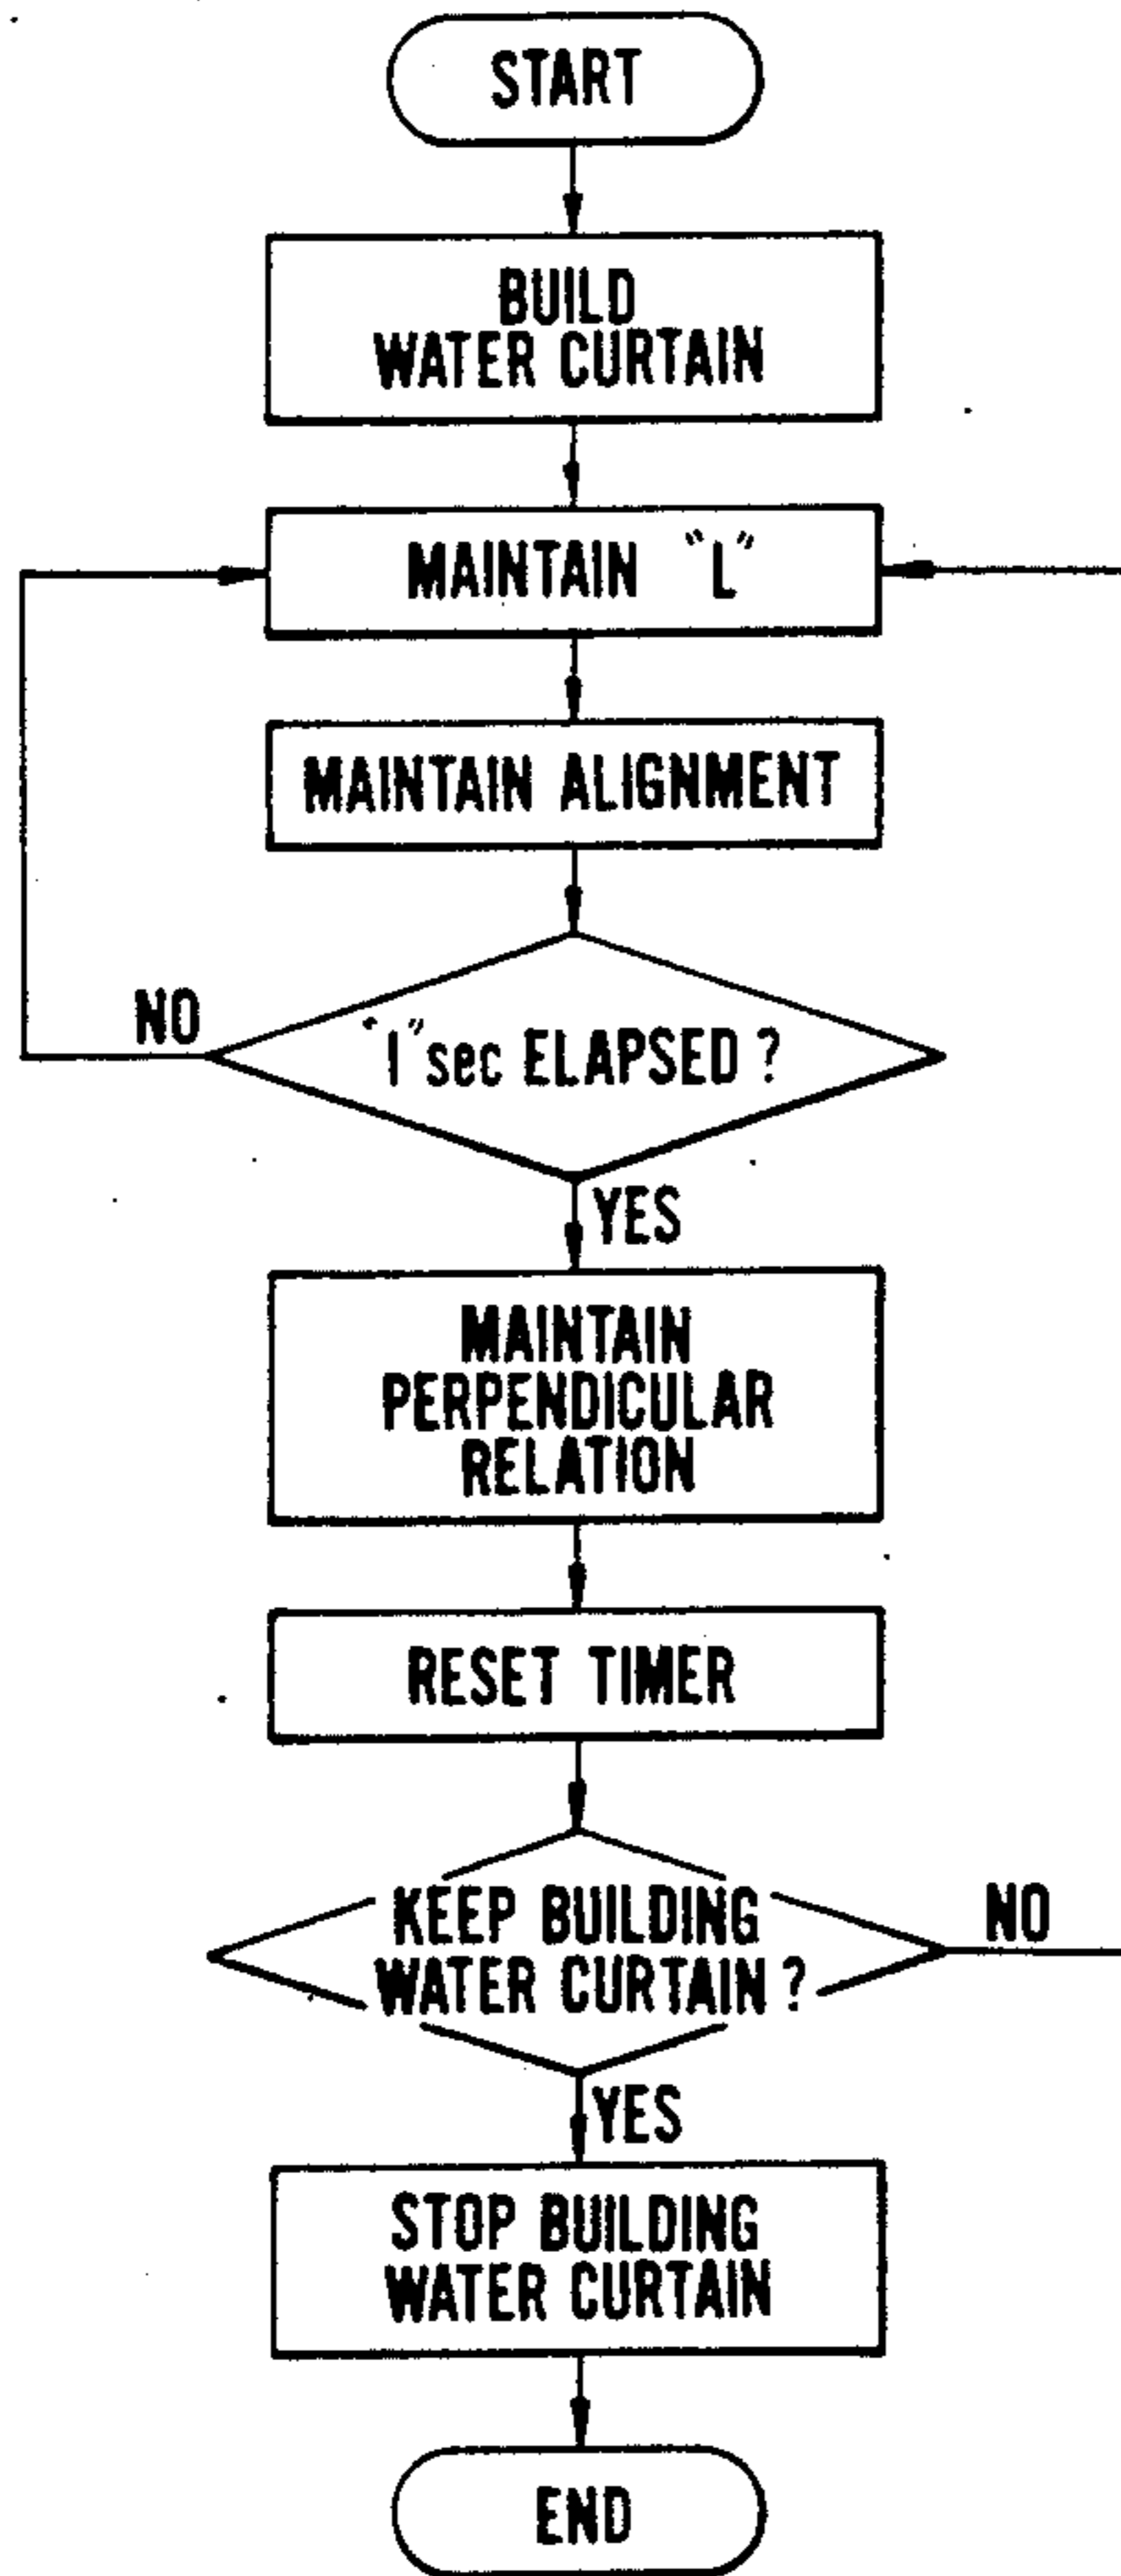 START
BUILD
WATER CURTAIN
MAINTAIN "L"
MAINTAIN ALIGNMENT
NO
"1" sec ELAPSED ?
YES
MAINTAIN
PERPENDICULAR
RELATION
RESET TIMER
KEEP BUILDING
WATER CURTAIN ?
NO
YES
STOP BUILDING
WATER CURTAIN
END